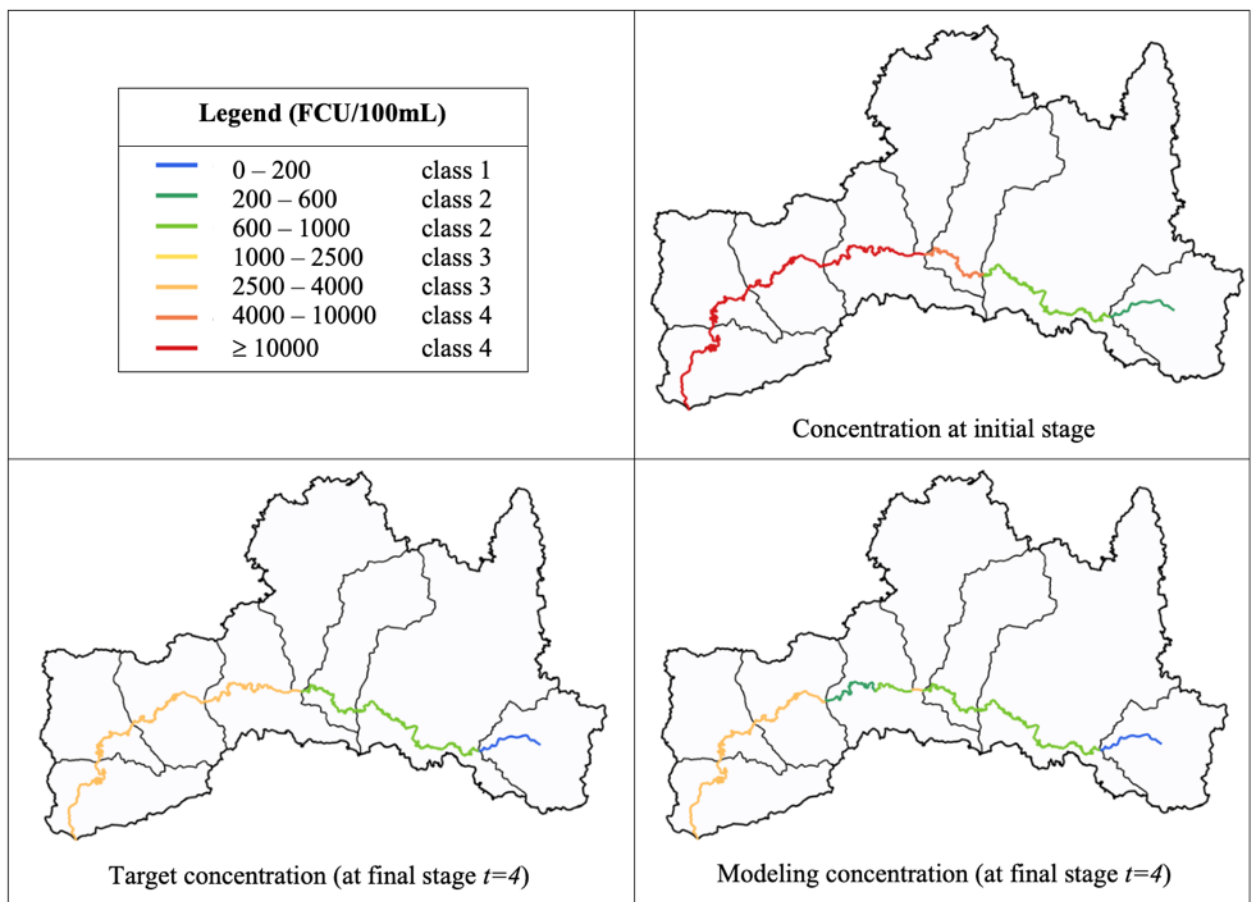 Legend (FCU/100mL)
0 – 200 class 1
200 – 600 class 2
600 – 1000 class 2
1000 – 2500 class 3
2500 – 4000 class 3
4000 – 10000 class 4
≥ 10000 class 4
Concentration at initial stage
Target concentration (at final stage t=4)
Modeling concentration (at final stage t=4)